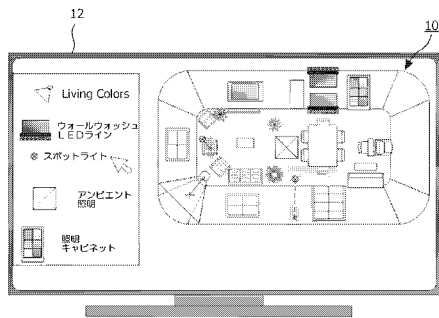 12
10
Living Colors
ウォールウォッシュ
LEDライン
スポットライト
アンビエント
照明
照明
キャビネット